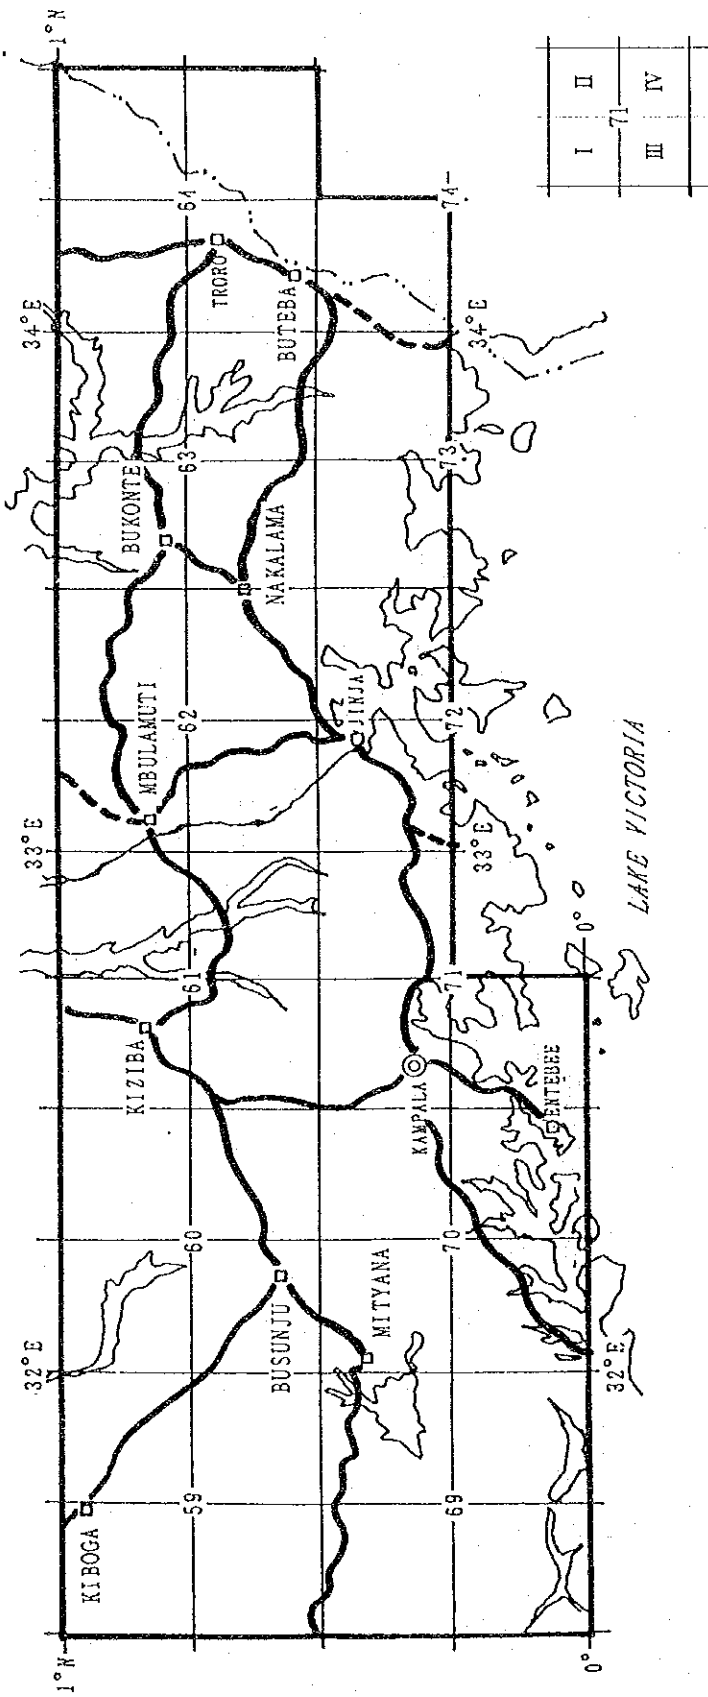 1°N
34°E
33°E
32°E
1°N
64
63
62
61
60
59
TRORO
BUTEBA
BUKONTE
NAKALAMA
MBULAMUTI
JINJA
KIZIBA
KAMPALA
ENTEBEE
BUSUNJU
MITYANA
KIBOGA
74
73
72
71
70
69
34°E
33°E
0°
32°E
0°
LAKE VICTORIA
I II
71
III IV